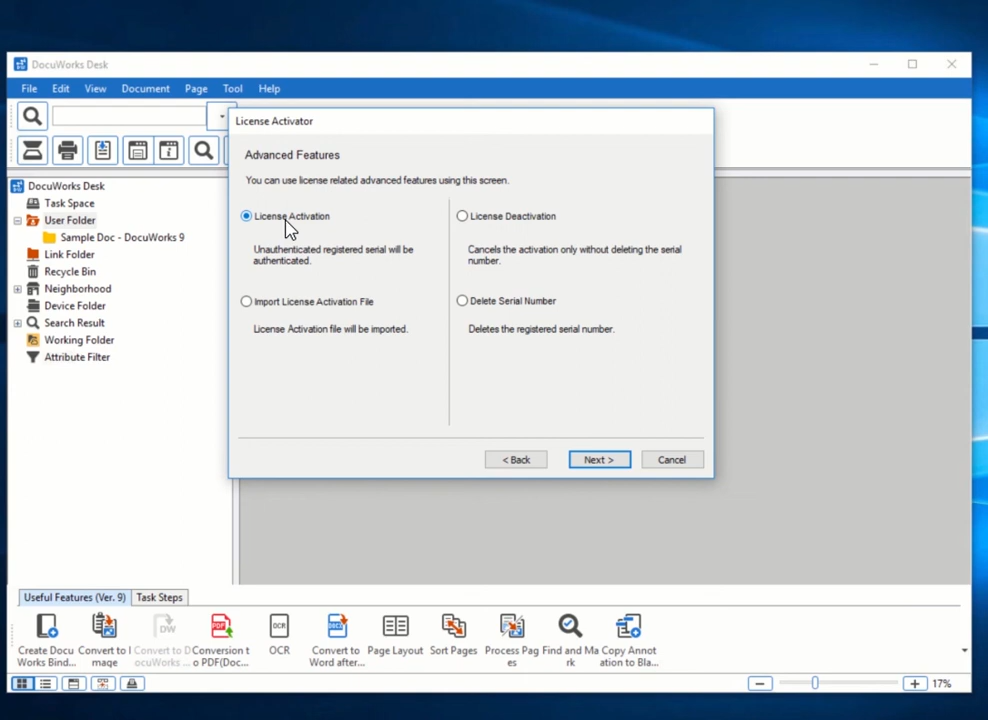 DocuWorks Desk
File Edit View Document Page Tool Help
License Activator
Advanced Features
You can use license related advanced features using this screen.
License Activation
Unauthenticated registered serial will be
authenticated.
License Deactivation
Cancels the activation only without deleting the serial
number.
Import License Activation File
License Activation file will be imported.
Delete Serial Number
Deletes the registered serial number.
< Back Next > Cancel
DocuWorks Desk
Task Space
User Folder
Sample Doc - DocuWorks 9
Link Folder
Recycle Bin
Neighborhood
Device Folder
Search Result
Working Folder
Attribute Filter
Useful Features (Ver. 9) Task Steps
DW PDF OCR
Create Docu Convert to I Convert to D Conversion t OCR Convert to Page Layout Sort Pages Process Pag Find and Ma Copy Annot
Works Bind... mage ocuWorks ... o PDF(Doc... Word after... es rk ation to Bla...
17%